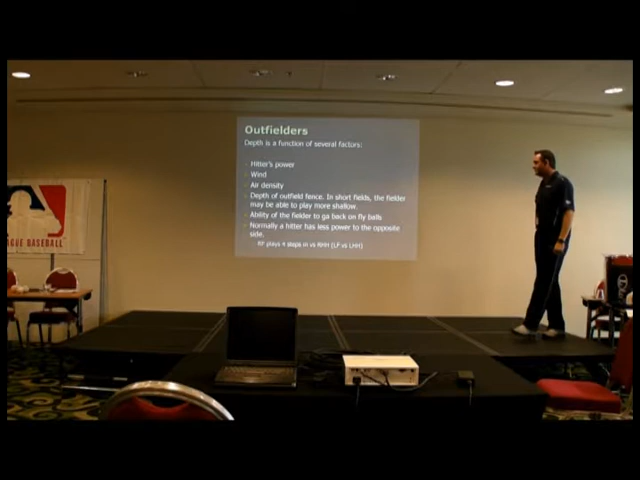 Outfielders
Depth is a function of several factors:
Hitter's power
Wind
Air density
Depth of outfield fence. In short fields, the fielder
may be able to play more shallow.
Ability of the fielder to go back on fly balls
Normally a hitter has less power to the opposite
side.
RF plays 4 steps in vs RHH (LF vs LHH)
AGUE BASEBALL